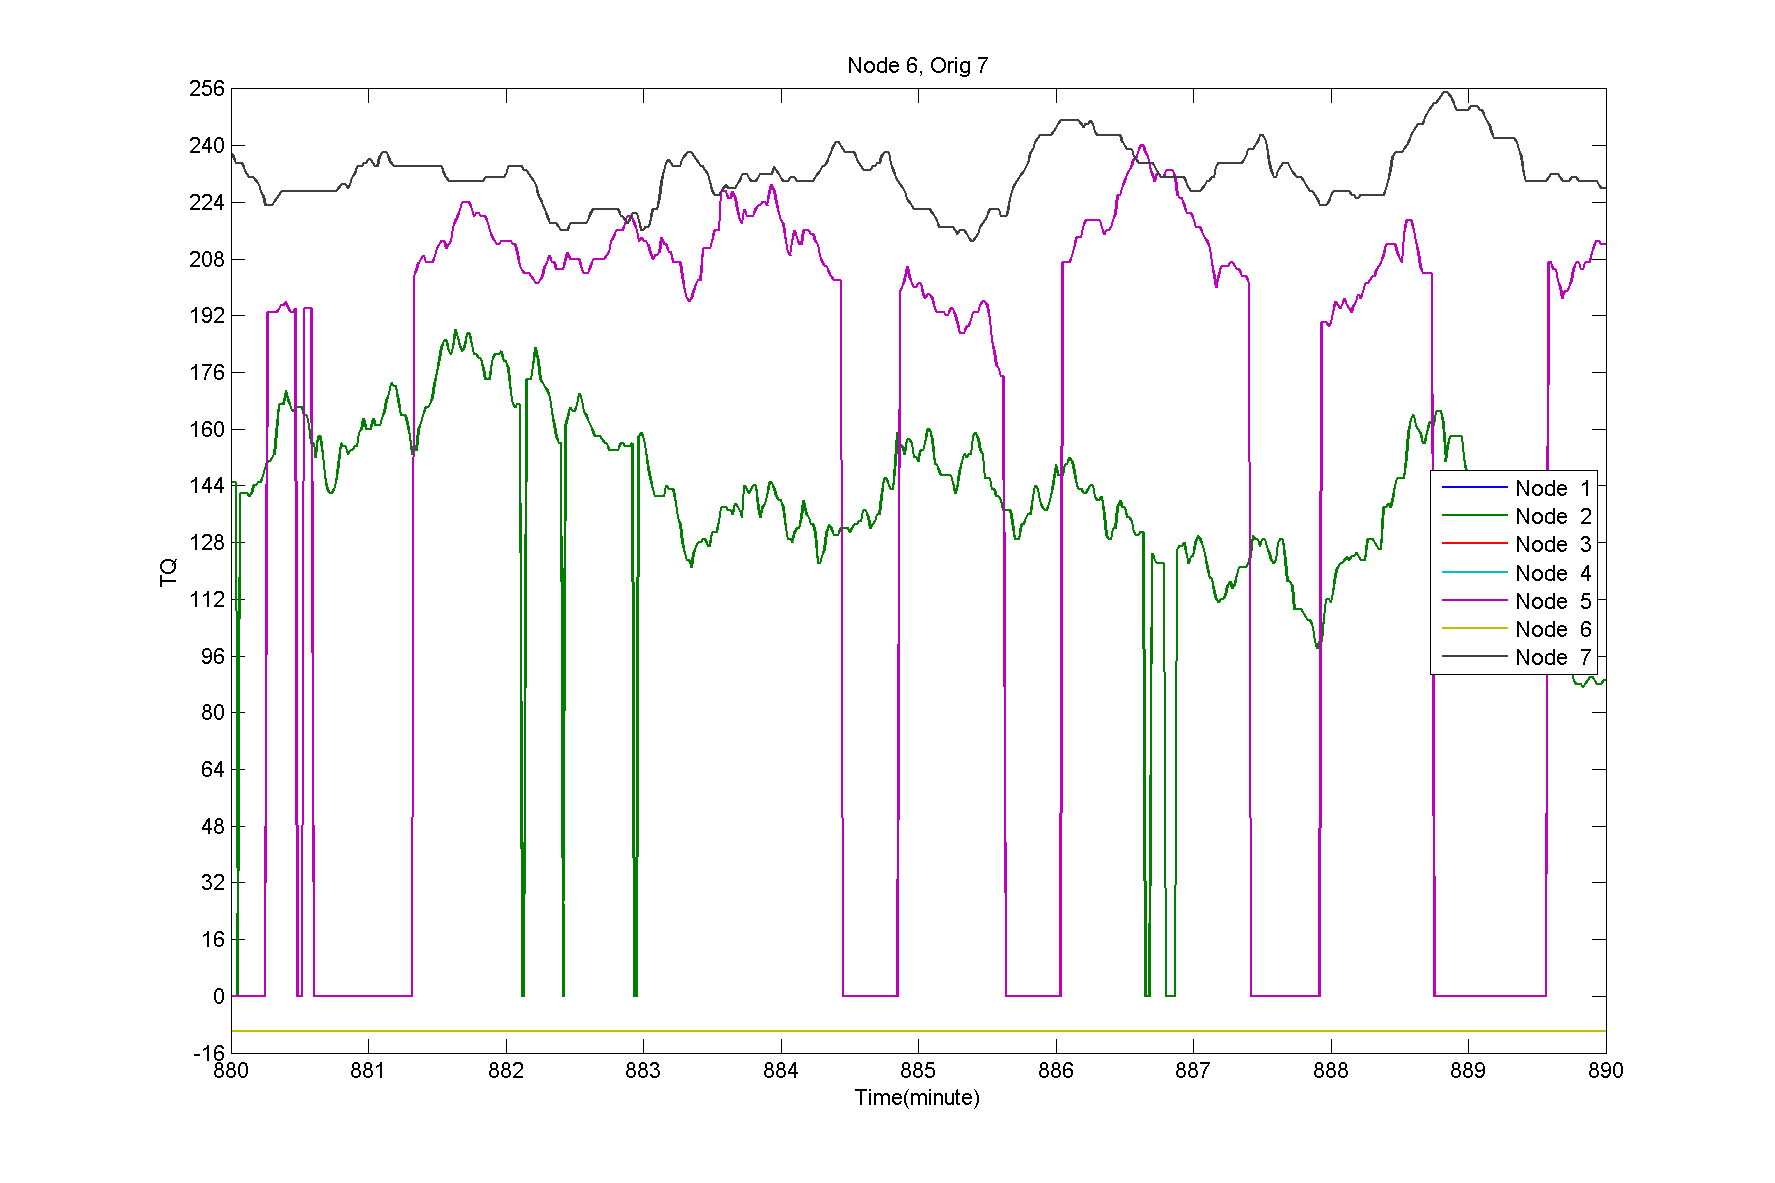 Node 6, Orig 7
256
240
224
208
192
176
160
144
128
112
96
80
64
48
32
16
0
-16
TQ
Node 1
Node 2
Node 3
Node 4
Node 5
Node 6
Node 7
880 881 882 883 884 885 886 887 888 889 890
Time(minute)